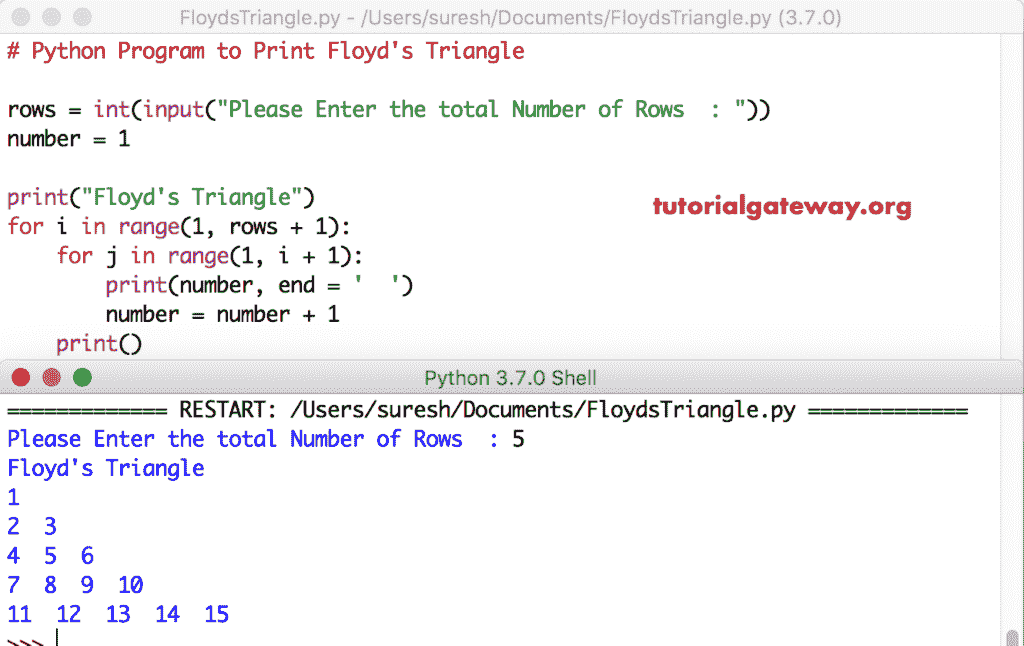 FloydsTriangle.py - /Users/suresh/Documents/FloydsTriangle.py (3.7.0)
# Python Program to Print Floyd's Triangle
rows = int(input("Please Enter the total Number of Rows  : "))
number = 1
print("Floyd's Triangle")
tutorialgateway.org
for i in range(1, rows + 1):
    for j in range(1, i + 1):
        print(number, end = '  ')
        number = number + 1
    print()
Python 3.7.0 Shell
============= RESTART: /Users/suresh/Documents/FloydsTriangle.py =============
Please Enter the total Number of Rows  : 5
Floyd's Triangle
1
2  3
4  5  6
7  8  9  10
11  12  13  14  15
>>>